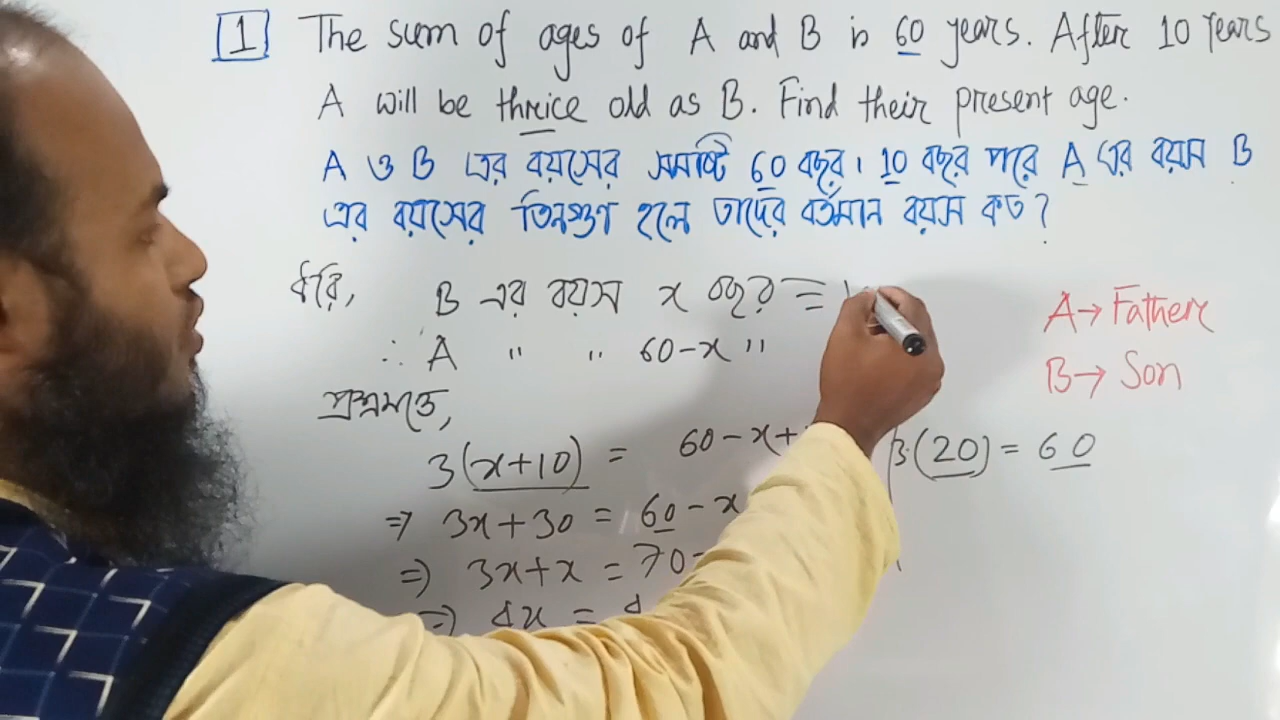 1 The sum of ages of A and B is 60 years. After 10 Years
A will be thrice old as B. Find their present age.
A ও B এর বয়সের সমষ্টি 60 বছর। 10 বছর পরে A এর বয়স B
এর বয়সের তিনগুণ হলে তাদের বর্তমান বয়স কত?
ধরি, B এর বয়স x বছর =
∴ A " " 60-x "
প্রশ্নমতে,
3(x+10) = 60-x+
⇒ 3x+30 = 60-x
⇒ 3x+x = 70-
⇒ 4x = 4
A→ Father
B→ Son
3(20) = 60